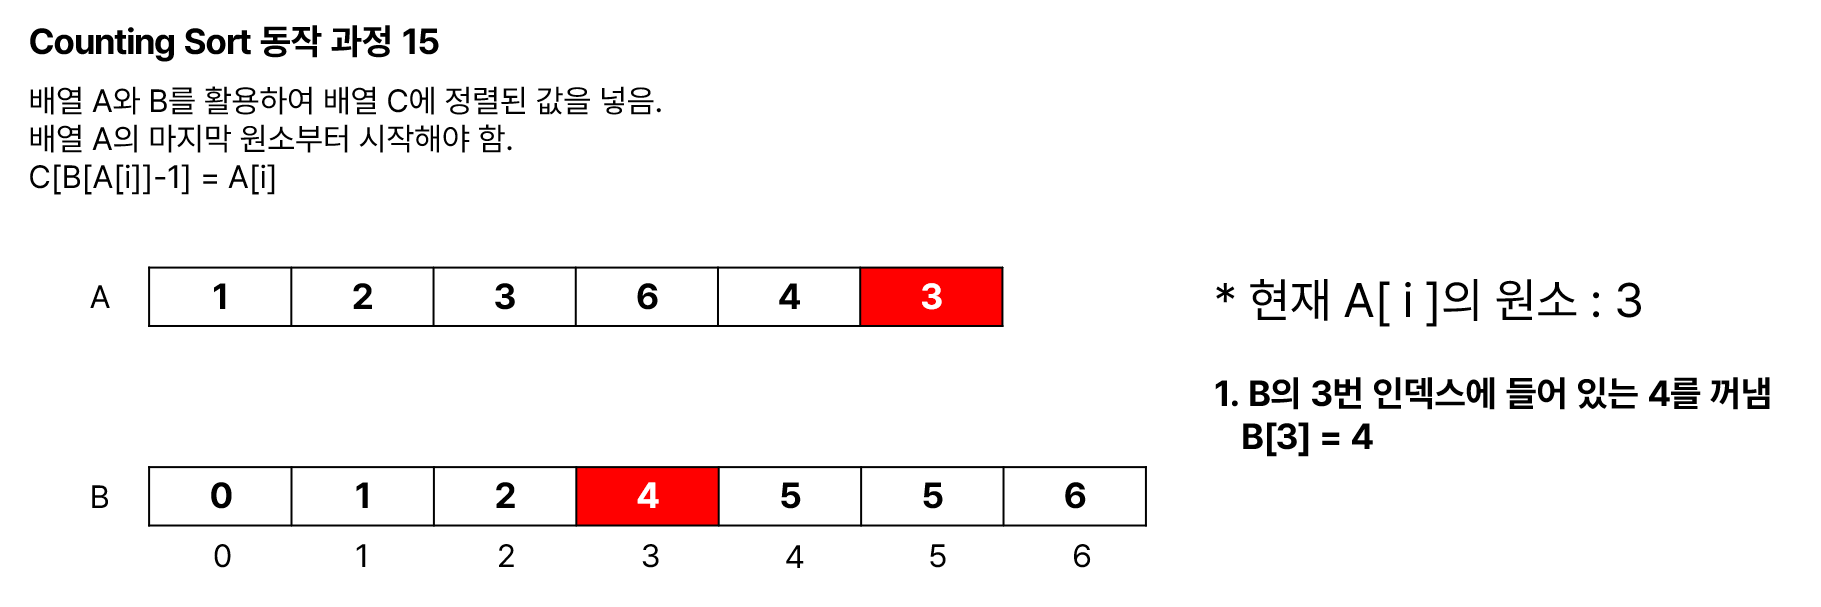 Counting Sort 동작 과정 15
배열 A와 B를 활용하여 배열 C에 정렬된 값을 넣음.
배열 A의 마지막 원소부터 시작해야 함.
C[B[A[i]]-1] = A[i]
A 1 2 3 6 4 3
* 현재 A[ i ]의 원소 : 3
1. B의 3번 인덱스에 들어 있는 4를 꺼냄
B[3] = 4
B 0 1 2 4 5 5 6
0 1 2 3 4 5 6